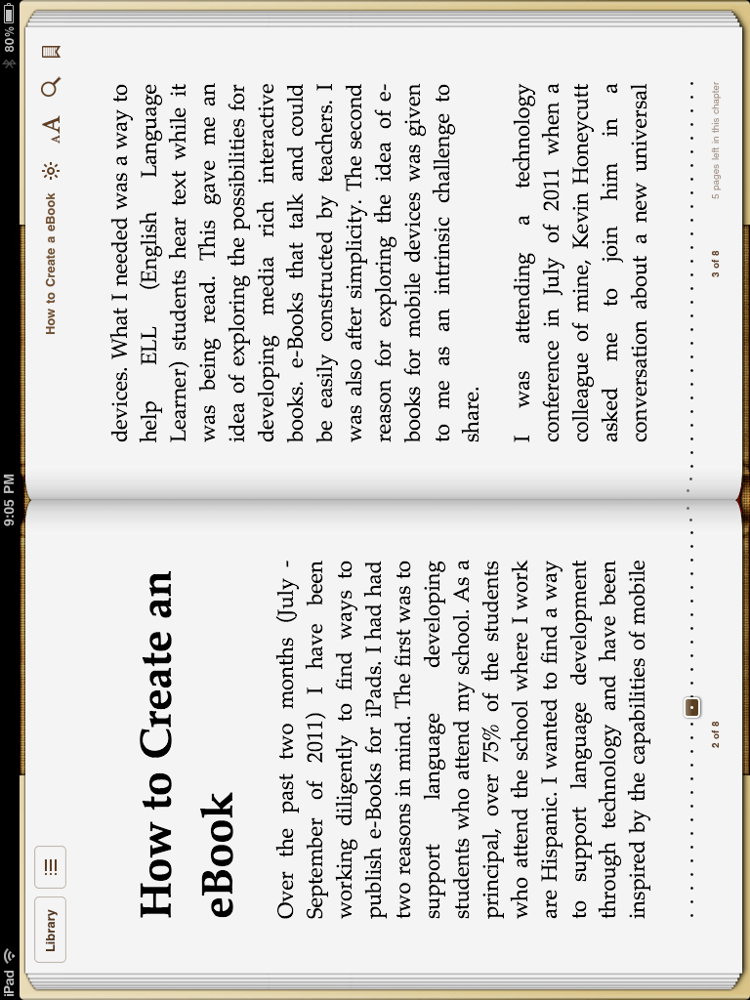 iPad 9:05 PM 80%
Library How to Create a eBook AA
How to Create an
eBook
Over the past two months (July -
September of 2011) I have been
working diligently to find ways to
publish e-Books for iPads. I had had
two reasons in mind. The first was to
support language developing
students who attend my school. As a
principal, over 75% of the students
who attend the school where I work
are Hispanic. I wanted to find a way
to support language development
through technology and have been
inspired by the capabilities of mobile
2 of 8
devices. What I needed was a way to
help ELL (English Language
Learner) students hear text while it
was being read. This gave me an
idea of exploring the possibilities for
developing media rich interactive
books. e-Books that talk and could
be easily constructed by teachers. I
was also after simplicity. The second
reason for exploring the idea of e-
books for mobile devices was given
to me as an intrinsic challenge to
share.
I was attending a technology
conference in July of 2011 when a
colleague of mine, Kevin Honeycutt
asked me to join him in a
conversation about a new universal
3 of 8 5 pages left in this chapter